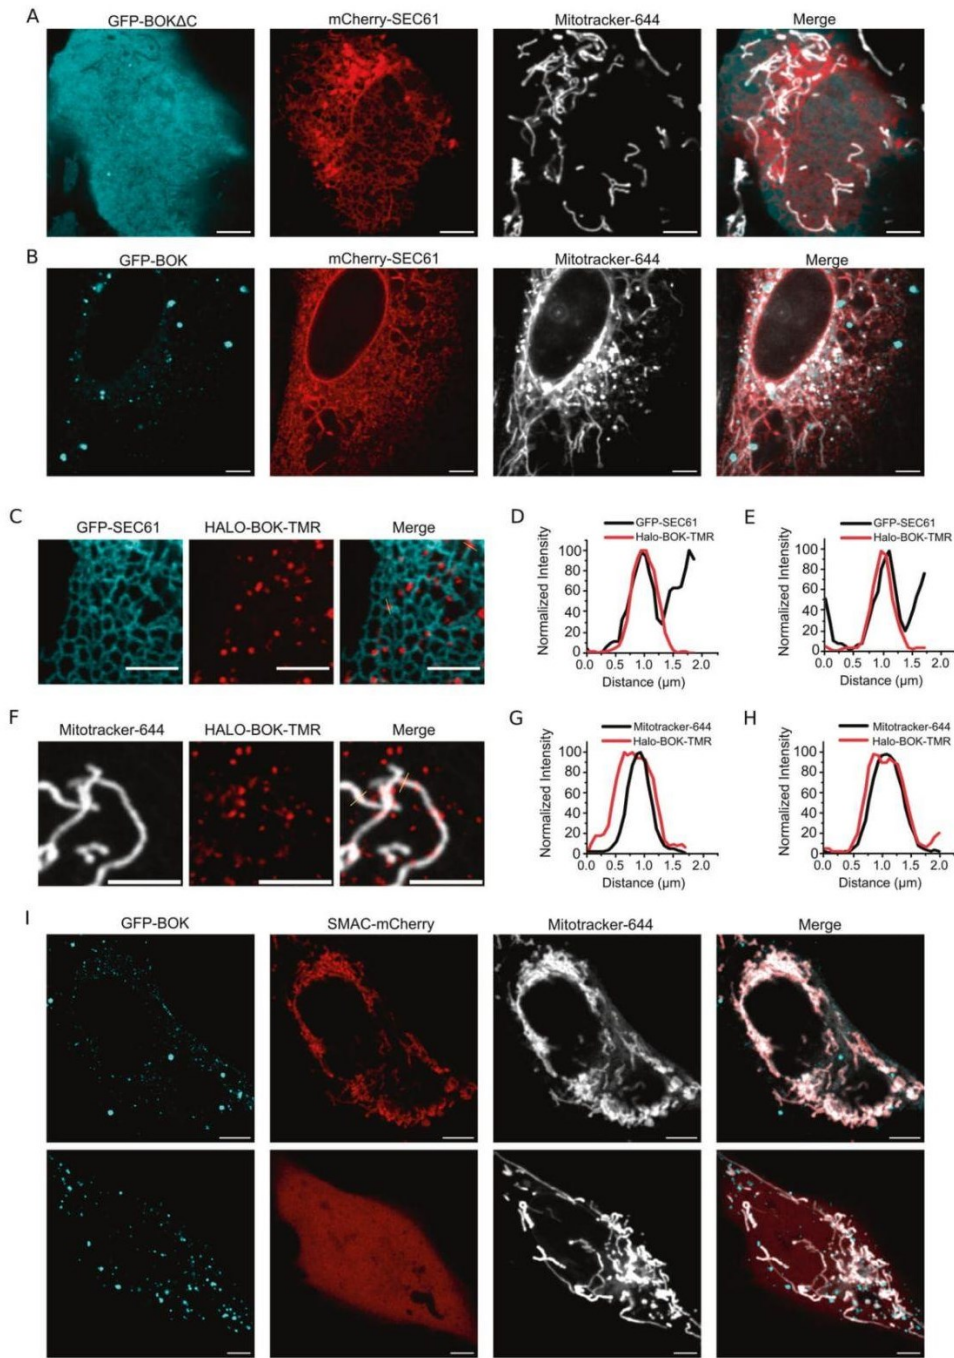 A
GFP-BOKΔC mCherry-SEC61 Mitotracker-644 Merge
B
GFP-BOK mCherry-SEC61 Mitotracker-644 Merge
C
GFP-SEC61 HALO-BOK-TMR Merge
D
GFP-SEC61
Halo-BOK-TMR
Normalized Intensity
100
80
60
40
20
0
0.0 0.5 1.0 1.5 2.0
Distance (μm)
E
GFP-SEC61
Halo-BOK-TMR
Normalized Intensity
100
80
60
40
20
0
0.0 0.5 1.0 1.5 2.0
Distance (μm)
F
Mitotracker-644 HALO-BOK-TMR Merge
G
Mitotracker-644
Halo-BOK-TMR
Normalized Intensity
100
80
60
40
20
0
0.0 0.5 1.0 1.5 2.0
Distance (μm)
H
Mitotracker-644
Halo-BOK-TMR
Normalized Intensity
100
80
60
40
20
0
0.0 0.5 1.0 1.5 2.0
Distance (μm)
I
GFP-BOK SMAC-mCherry Mitotracker-644 Merge